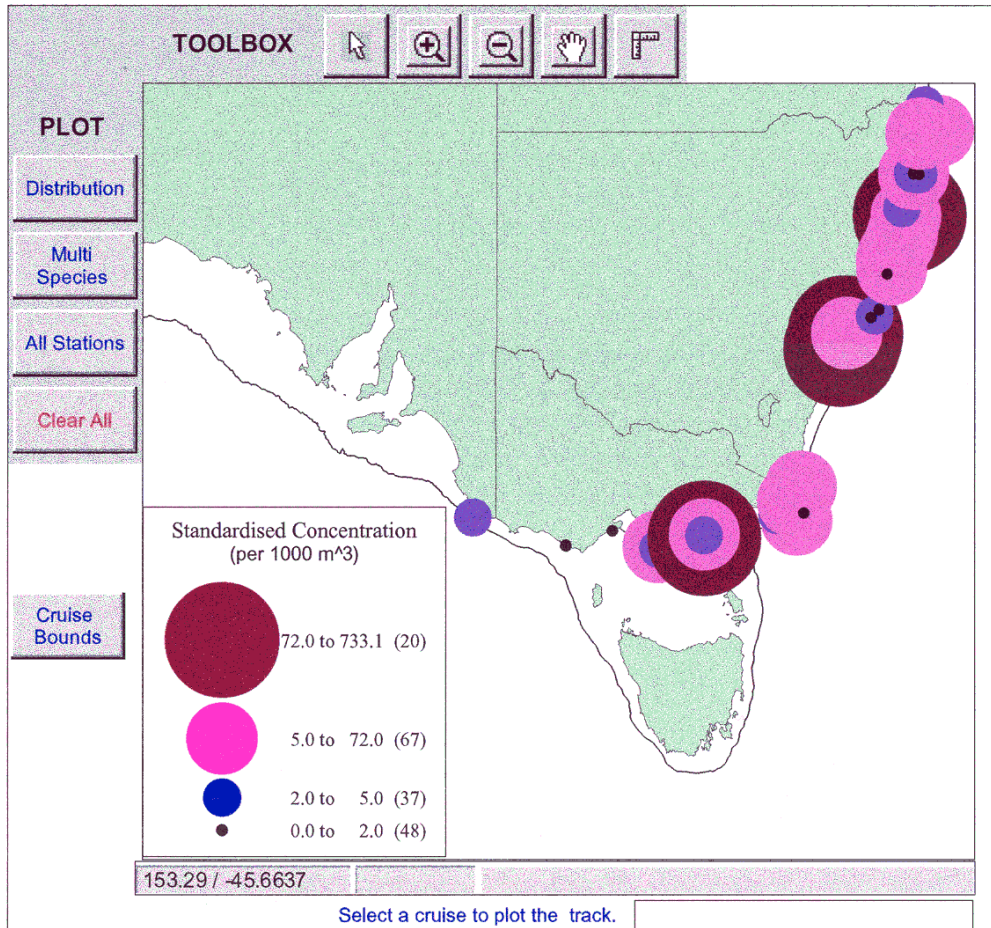 TOOLBOX
PLOT
Distribution
Multi
Species
All Stations
Clear All
Cruise
Bounds
Standardised Concentration
(per 1000 m^3)
72.0 to 733.1 (20)
5.0 to 72.0 (67)
2.0 to 5.0 (37)
0.0 to 2.0 (48)
153.29 / -45.6637
Select a cruise to plot the track.